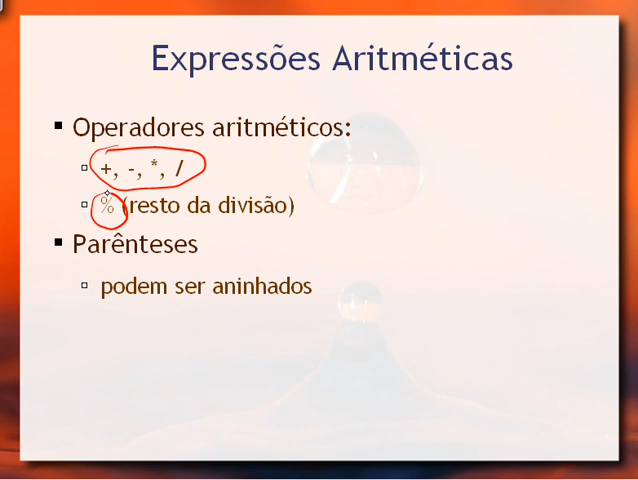 Expressões Aritméticas
Operadores aritméticos:
+, -, *, /
% (resto da divisão)
Parênteses
podem ser aninhados